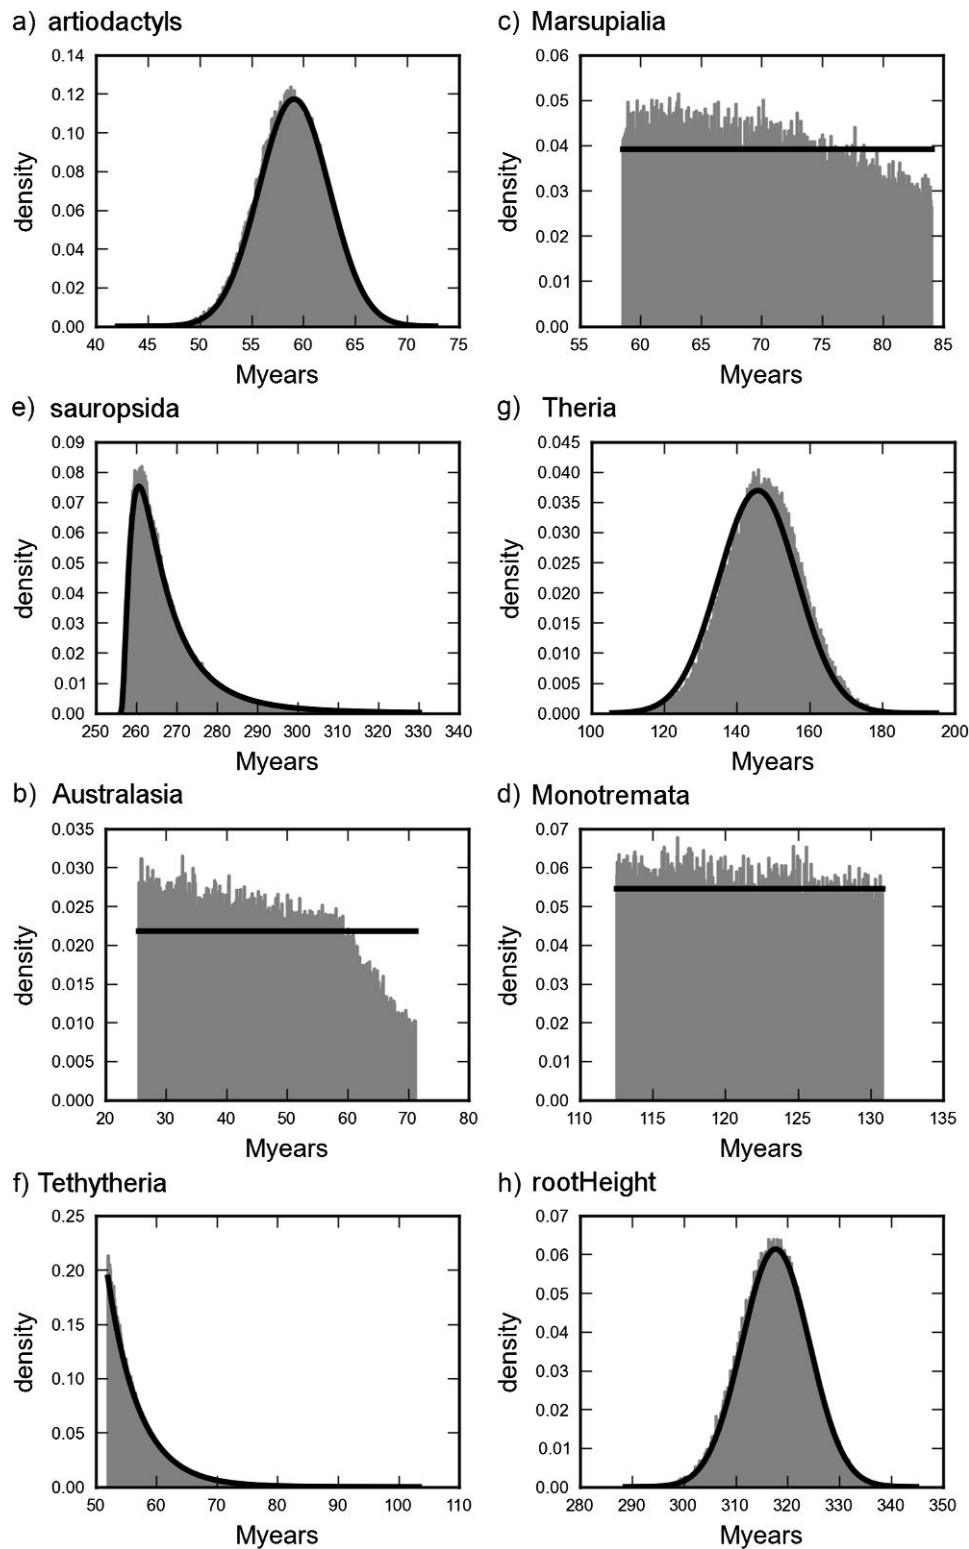 a) artiodactyls
0.14
0.12
0.10
0.08
0.06
0.04
0.02
0.00
density
40 45 50 55 60 65 70 75
Myears
c) Marsupialia
0.06
0.05
0.04
0.03
0.02
0.01
0.00
density
55 60 65 70 75 80 85
Myears
e) sauropsida
0.09
0.08
0.07
0.06
0.05
0.04
0.03
0.02
0.01
0.00
density
250 260 270 280 290 300 310 320 330 340
Myears
g) Theria
0.045
0.040
0.035
0.030
0.025
0.020
0.015
0.010
0.005
0.000
density
100 120 140 160 180 200
Myears
b) Australasia
0.035
0.030
0.025
0.020
0.015
0.010
0.005
0.000
density
20 30 40 50 60 70 80
Myears
d) Monotremata
0.07
0.06
0.05
0.04
0.03
0.02
0.01
0.00
density
110 115 120 125 130 135
Myears
f) Tethytheria
0.25
0.20
0.15
0.10
0.05
0.00
density
50 60 70 80 90 100 110
Myears
h) rootHeight
0.07
0.06
0.05
0.04
0.03
0.02
0.01
0.00
density
280 290 300 310 320 330 340 350
Myears